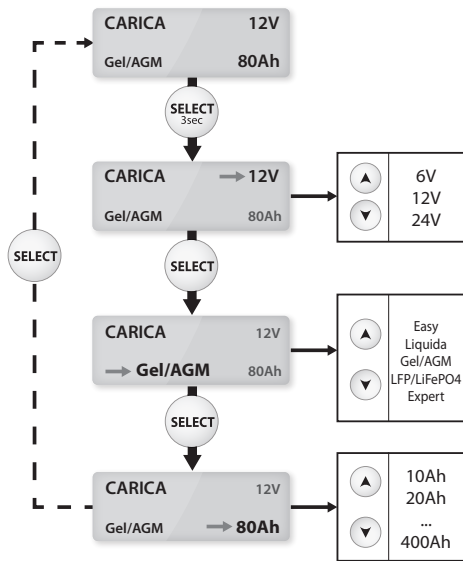 CARICA 12V
Gel/AGM 80Ah
SELECT
3sec
CARICA 12V
Gel/AGM 80Ah
6V
12V
24V
SELECT
SELECT
CARICA 12V
Gel/AGM 80Ah
Easy
Liquida
Gel/AGM
LFP/LiFePO4
Expert
SELECT
CARICA 12V
Gel/AGM 80Ah
10Ah
20Ah
...
400Ah